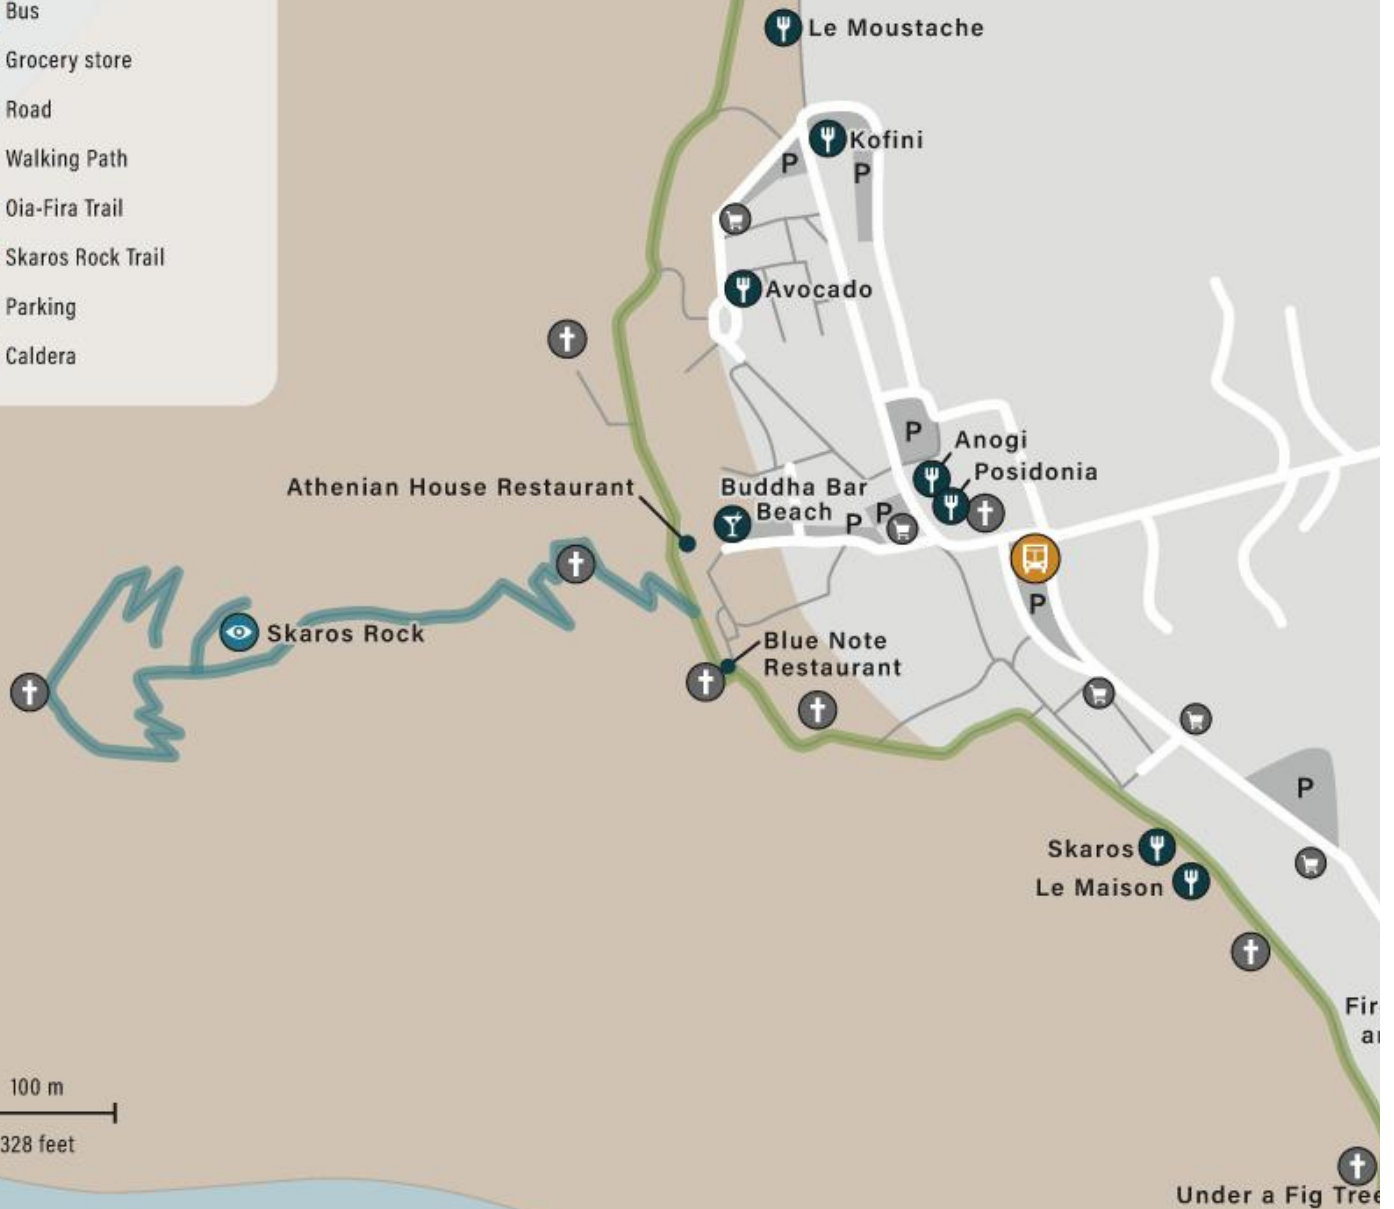 Bus
Grocery store
Road
Walking Path
Oia-Fira Trail
Skaros Rock Trail
Parking
Caldera
Le Moustache
Kofini
P
P
Avocado
P
Anogi
Posidonia
Athenian House Restaurant
Buddha Bar
Beach
P
P
P
Skaros Rock
Blue Note
Restaurant
P
Skaros
Le Maison
100 m
328 feet
Under a Fig Tree